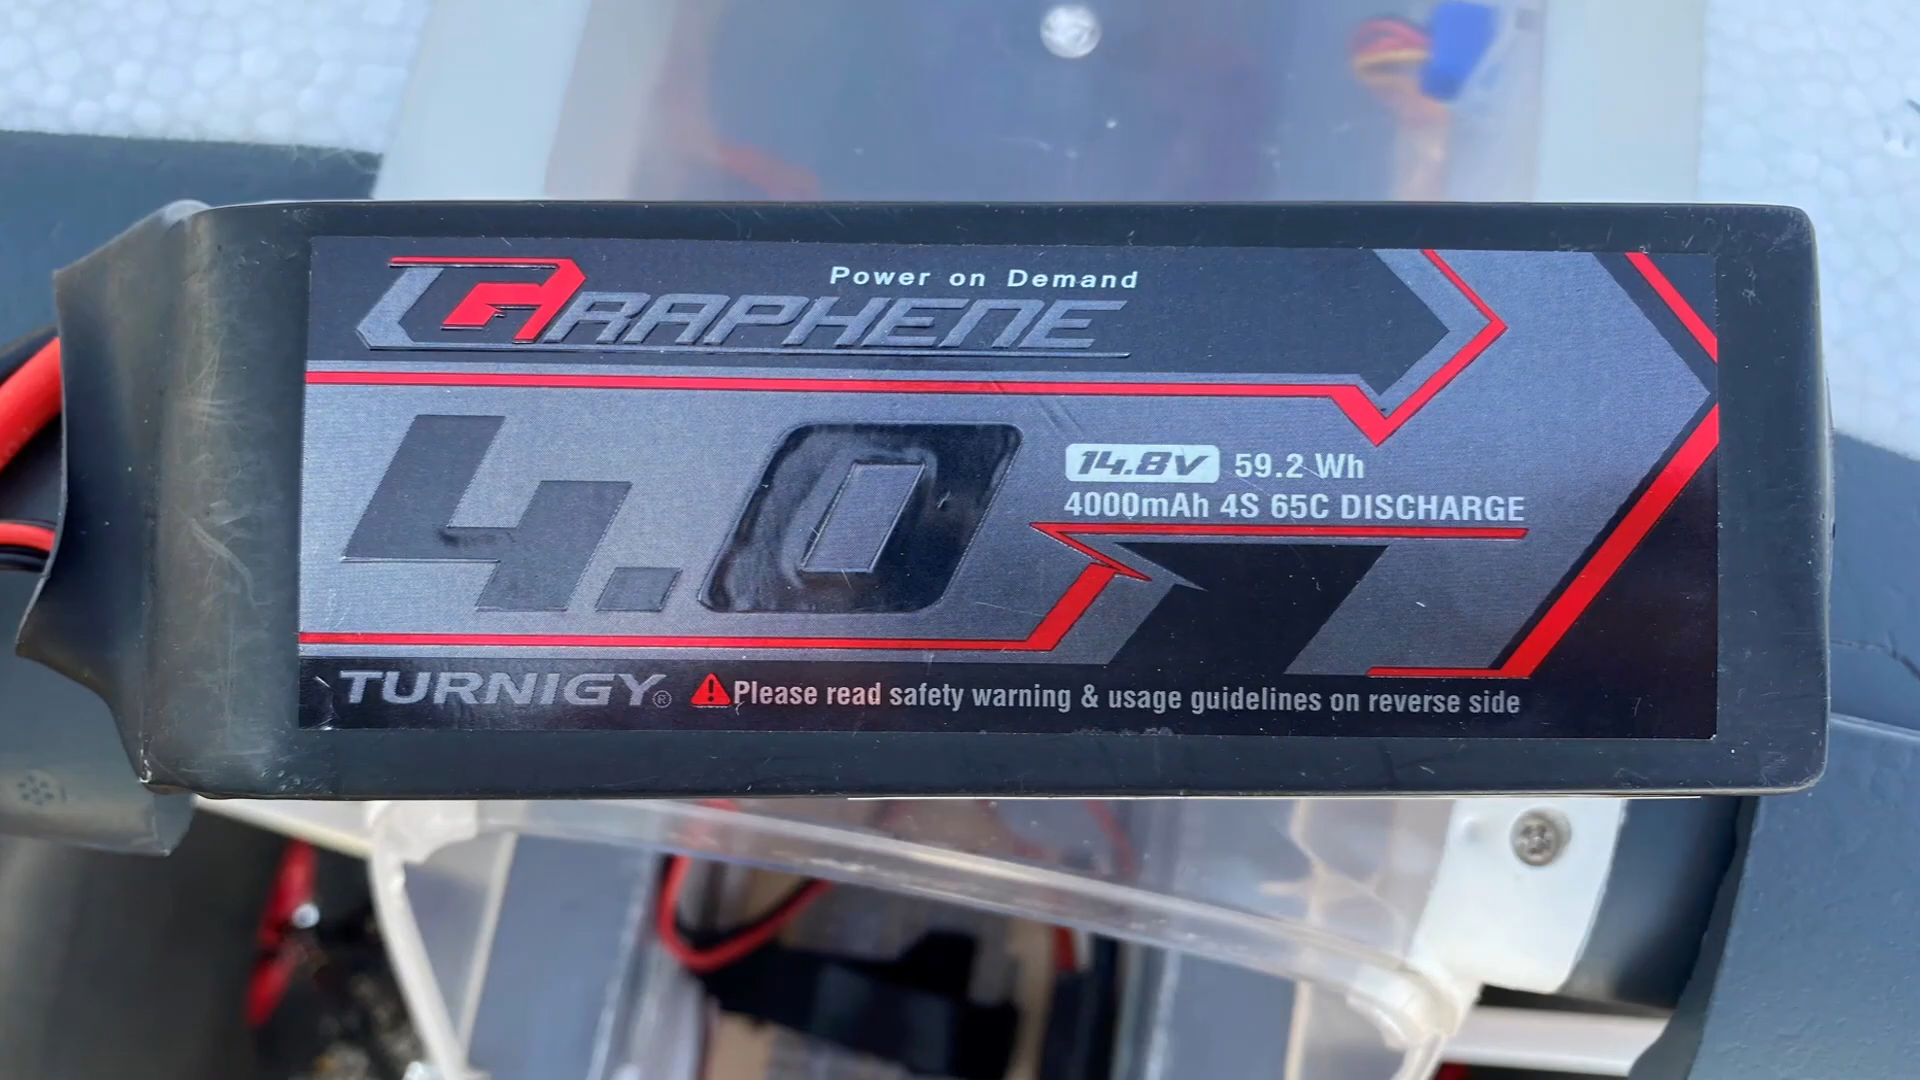 Power on Demand
GRAPHENE
4.0
14.8V 59.2 Wh
4000mAh 4S 65C DISCHARGE
TURNIGY® Please read safety warning & usage guidelines on reverse side